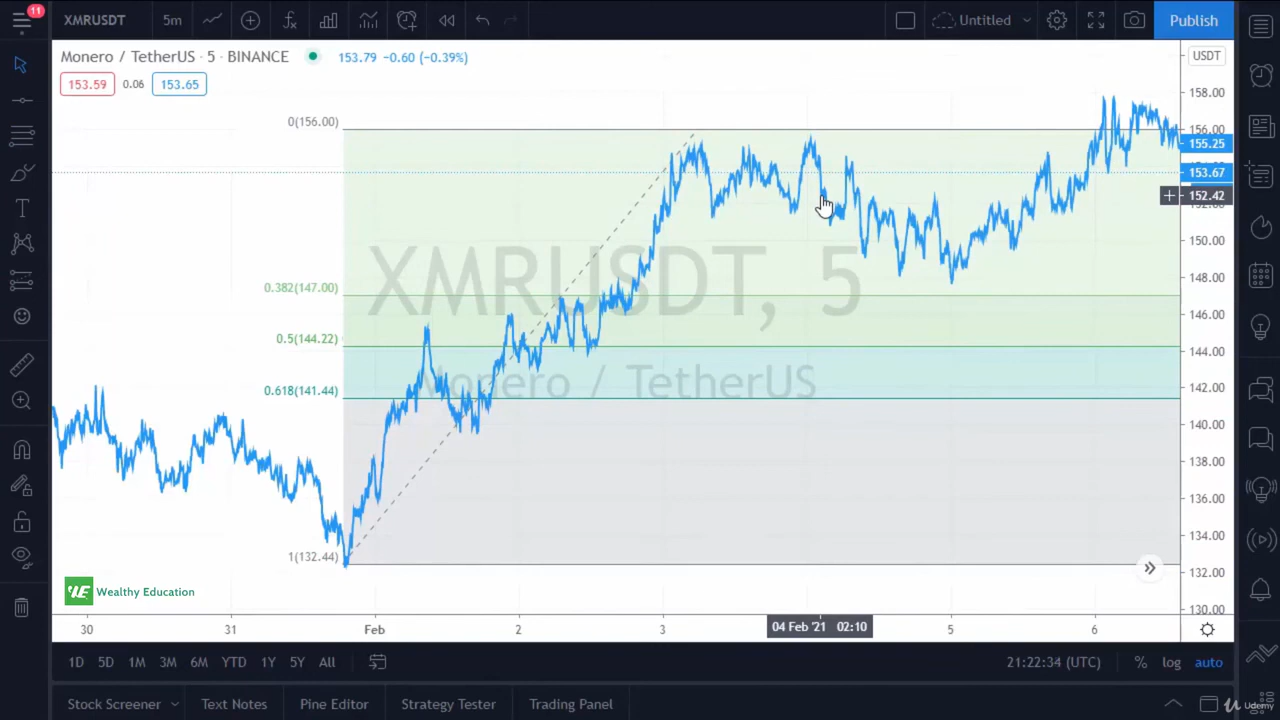 11
XMRUSDT 5m Untitled Publish
Monero / TetherUS · 5 · BINANCE 153.79 −0.60 (−0.39%) USDT
153.59 0.06 153.65
158.00
0(156.00) 156.00
155.25
153.67
152.42
152.00
XMRUSDT, 5
150.00
148.00
0.382(147.00)
146.00
0.5(144.22) 144.00
Monero / TetherUS
0.618(141.44) 142.00
140.00
138.00
136.00
134.00
1(132.44)
132.00
Wealthy Education
130.00
30 31 Feb 2 3 04 Feb '21 02:10 5 6
1D 5D 1M 3M 6M YTD 1Y 5Y All 21:22:34 (UTC) % log auto
Stock Screener Text Notes Pine Editor Strategy Tester Trading Panel Udemy